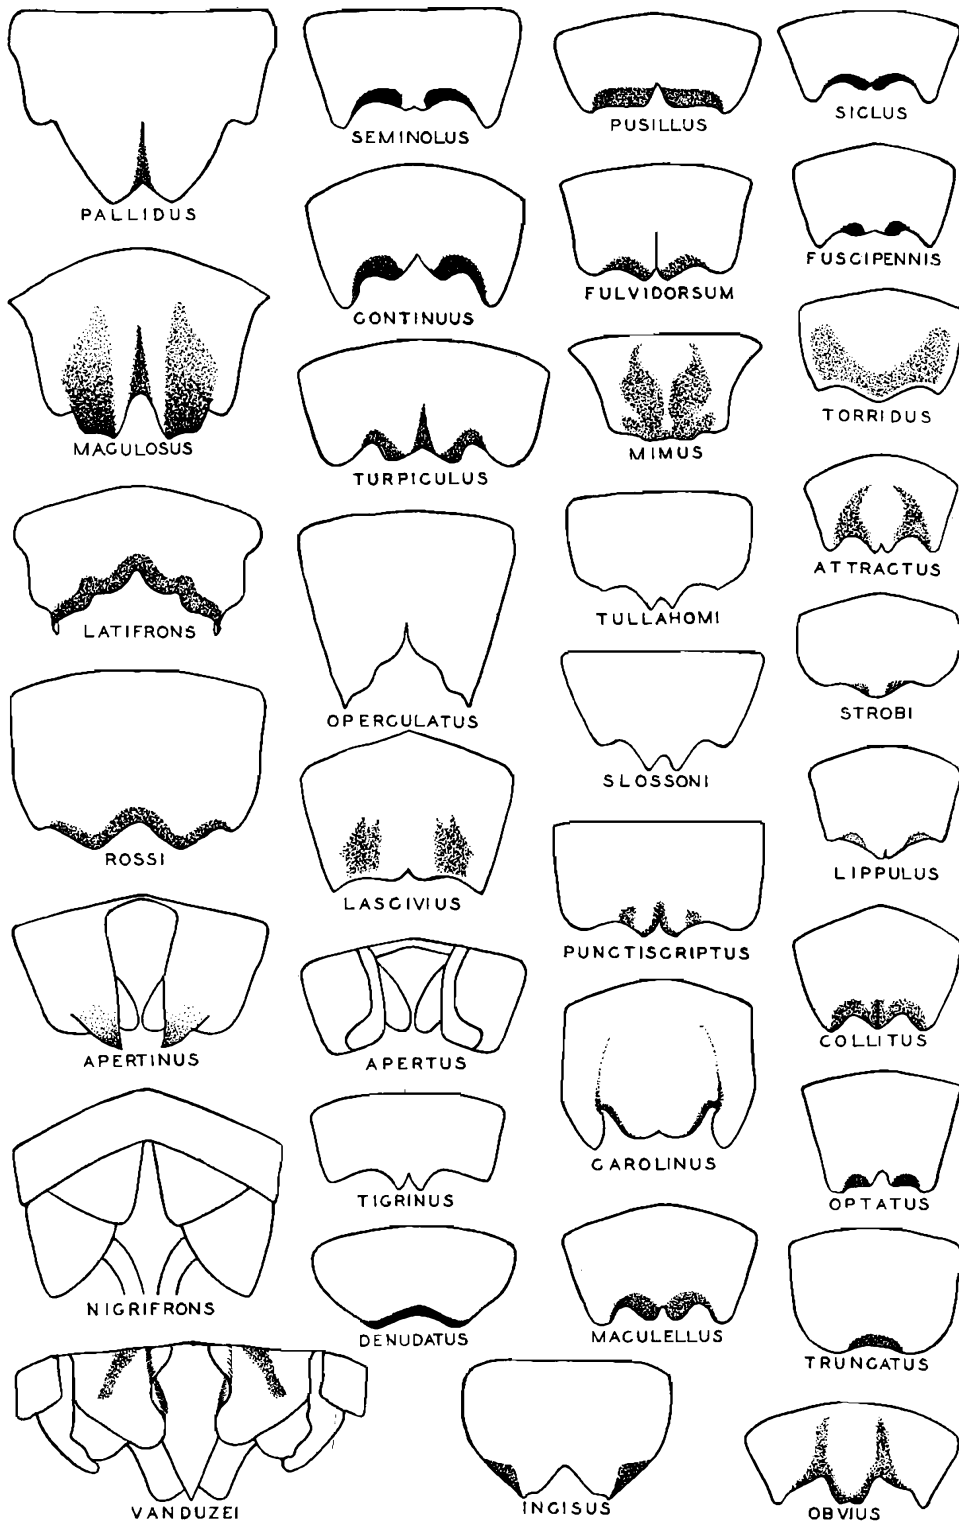 SEMINOLUS
PUSILLUS
SICLUS
PALLIDUS
CONTINUUS
FULVIDORSUM
FUSCIPENNIS
MACULOSUS
TURPICULUS
MIMUS
TORRIDUS
LATIFRONS
OPERCULATUS
TULLAHOMI
ATTRACTUS
SLOSSONI
STROBI
ROSSI
LASCIVIUS
PUNCTISCRIPTUS
LIPPULUS
APERTINUS
APERTUS
CAROLINUS
COLLITUS
NIGRIFRONS
TIGRINUS
OPTATUS
DENUDATUS
MACULELLUS
TRUNCATUS
VANDUZEI
INCISUS
OBVIUS